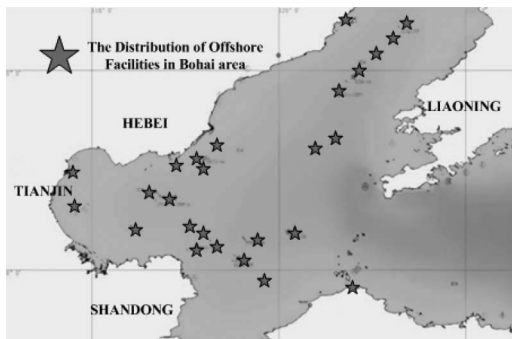 The Distribution of Offshore
Facilities in Bohai area
LIAONING
HEBEI
TIANJIN
SHANDONG